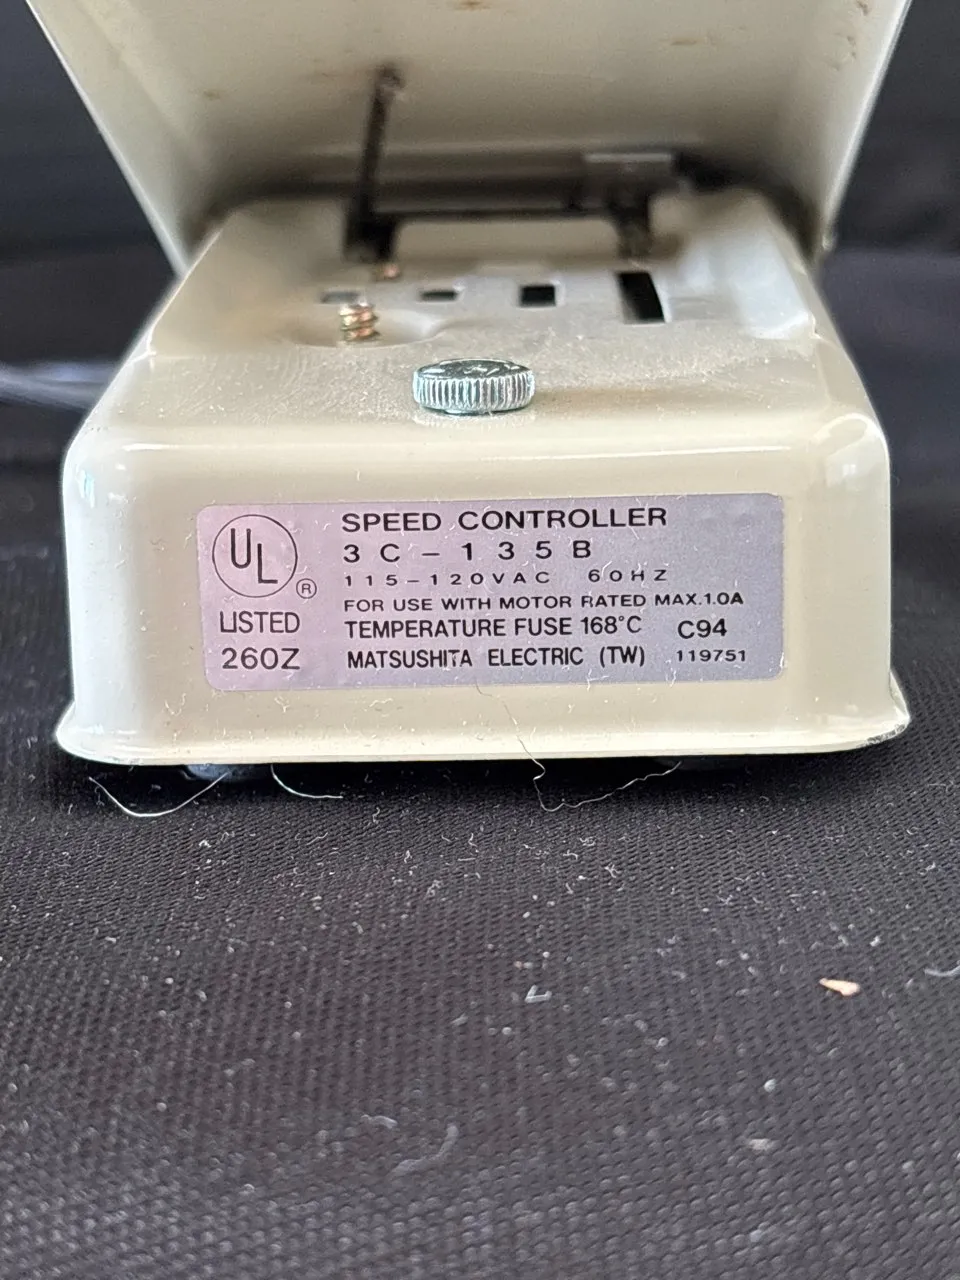 UL ®
LISTED
260Z
SPEED CONTROLLER
3C-135B
115-120VAC 60HZ
FOR USE WITH MOTOR RATED MAX.1.0A
TEMPERATURE FUSE 168°C C94
MATSUSHITA ELECTRIC (TW) 119751